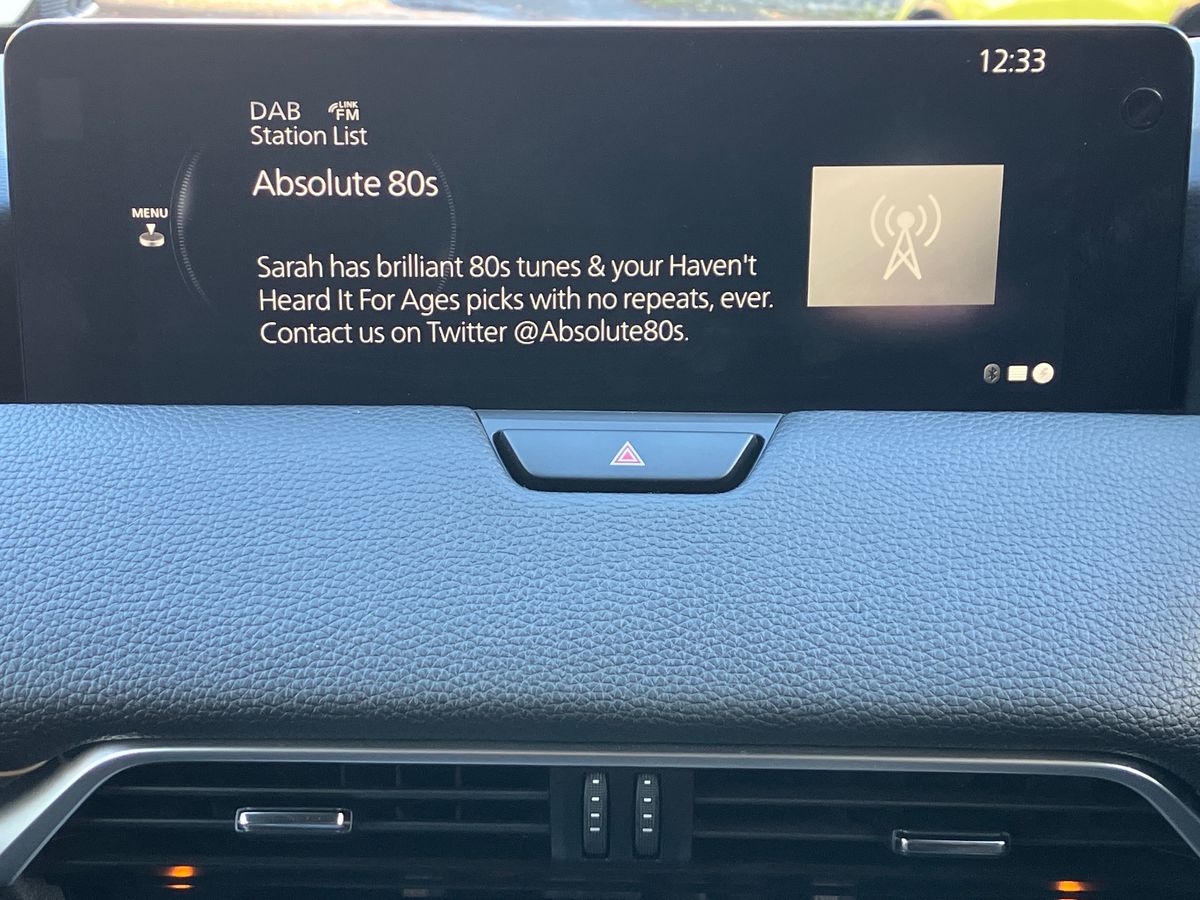 12:33
DAB LINK FM
Station List
Absolute 80s
MENU
Sarah has brilliant 80s tunes & your Haven't
Heard It For Ages picks with no repeats, ever.
Contact us on Twitter @Absolute80s.